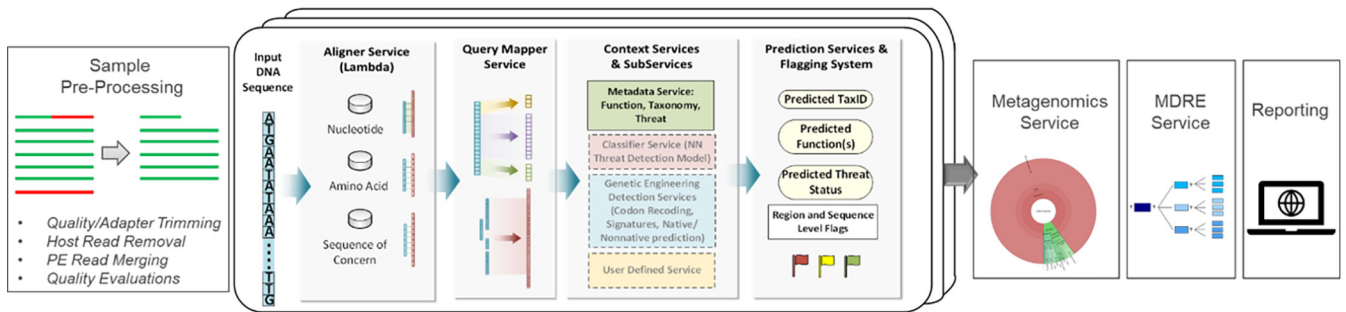 Sample
Pre-Processing
• Quality/Adapter Trimming
• Host Read Removal
• PE Read Merging
• Quality Evaluations
Input
DNA
Sequence
A
T
G
A
A
T
A
T
A
A
A
T
T
G
Aligner Service
(Lambda)
Nucleotide
Amino Acid
Sequence of
Concern
Query Mapper
Service
Context Services
& SubServices
Metadata Service:
Function, Taxonomy,
Threat
Classifier Service (NN
Threat Detection Model)
Genetic Engineering
Detection Services
(Codon Recoding,
Signatures, Native/
Nonnative prediction)
User Defined Service
Prediction Services &
Flagging System
Predicted TaxID
Predicted
Function(s)
Predicted Threat
Status
Region and Sequence
Level Flags
Metagenomics
Service
MDRE
Service
Reporting